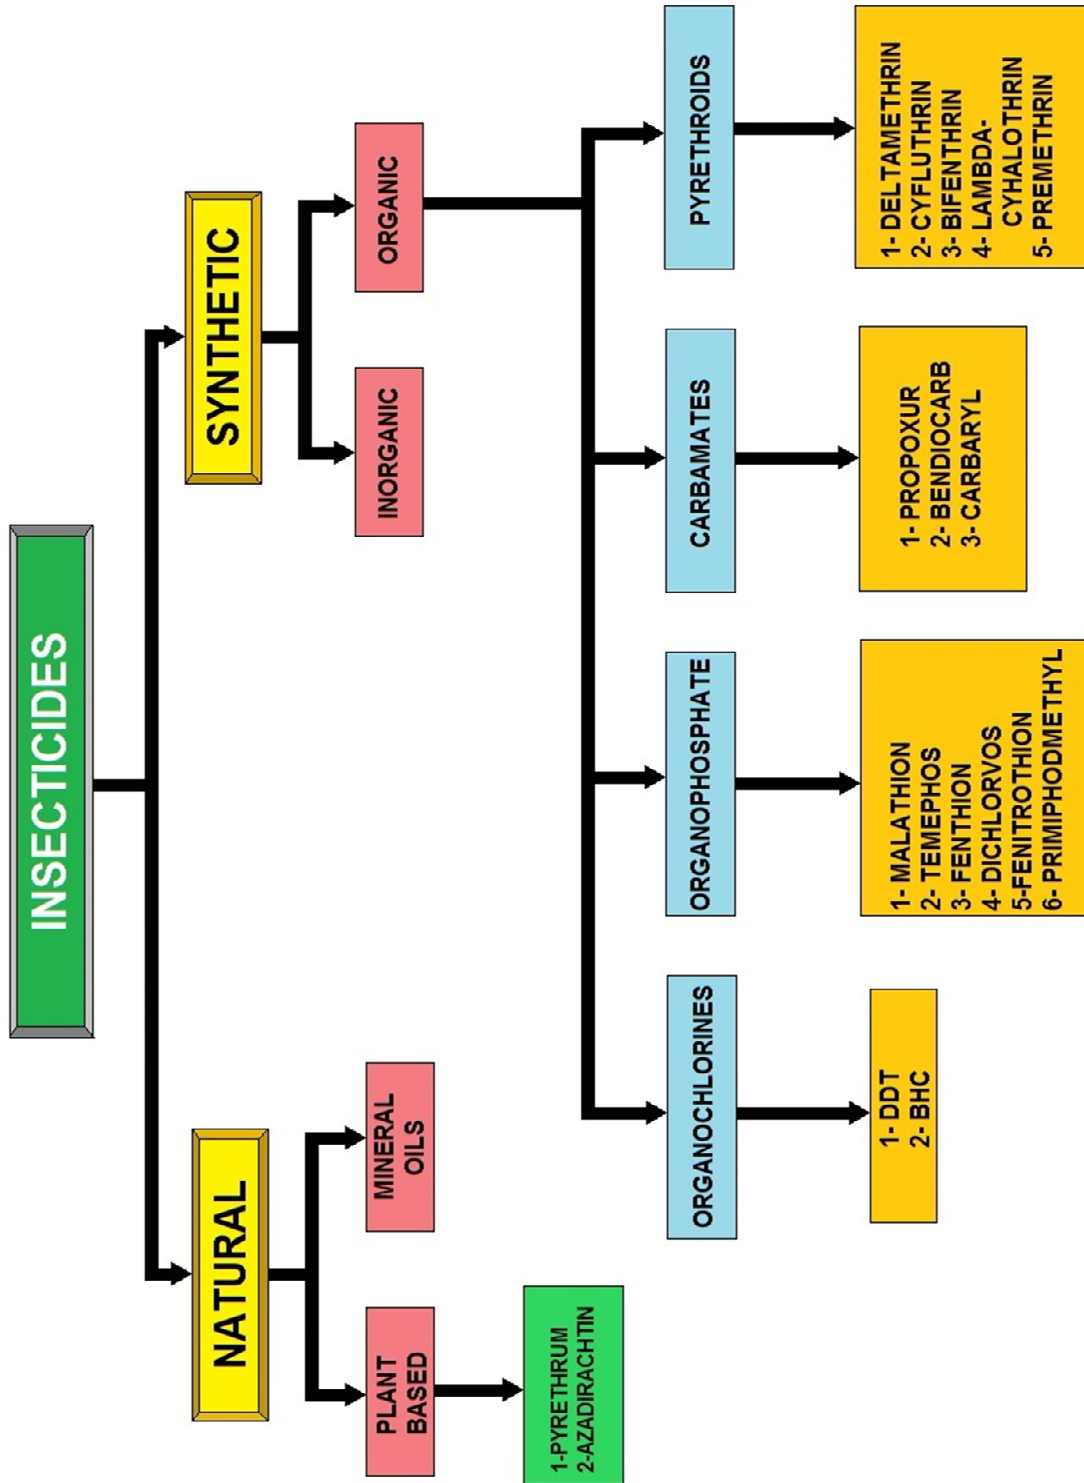 INSECTICIDES
NATURAL
SYNTHETIC
PLANT
BASED
MINERAL
OILS
INORGANIC
ORGANIC
1-PYRETHRUM
2-AZADIRACHTIN
ORGANOCHLORINES
ORGANOPHOSPHATE
CARBAMATES
PYRETHROIDS
1- DDT
2- BHC
1- MALATHION
2- TEMEPHOS
3- FENTHION
4- DICHLORVOS
5-FENITROTHION
6- PRIMIPHODMETHYL
1- PROPOXUR
2- BENDIOCARB
3- CARBARYL
1- DELTAMETHRIN
2- CYFLUTHRIN
3- BIFENTHRIN
4- LAMBDA-
CYHALOTHRIN
5- PREMETHRIN